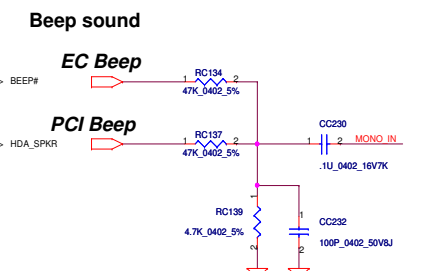 Beep sound
EC Beep
> BEEP#
1 RC134 2
47K_0402_5%
PCI Beep
> HDA_SPKR
1 RC137 2
47K_0402_5%
CC230
1 2 MONO_IN
.1U_0402_16V7K
1
RC139
4.7K_0402_5%
2
1
CC232
100P_0402_50V8J
2